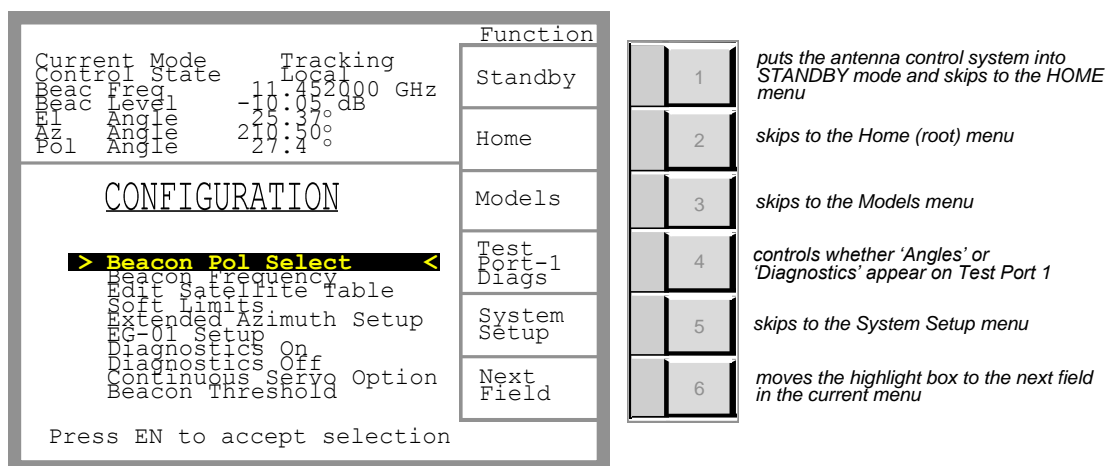 Function
Current Mode Tracking
Control State Local
Beac Freq 11.452000 GHz
Beac Level -10.05 dB
El Angle 25.37°
Az Angle 210.50°
Pol Angle 27.4 °
CONFIGURATION
> Beacon Pol Select <
Beacon Frequency
Edit Satellite Table
Soft Limits
Extended Azimuth Setup
EG-01 Setup
Diagnostics On
Diagnostics Off
Continuous Servo Option
Beacon Threshold
Press EN to accept selection
Standby
Home
Models
Test
Port-1
Diags
System
Setup
Next
Field
1
puts the antenna control system into
STANDBY mode and skips to the HOME
menu
2
skips to the Home (root) menu
3
skips to the Models menu
4
controls whether ‘Angles’ or
‘Diagnostics’ appear on Test Port 1
5
skips to the System Setup menu
6
moves the highlight box to the next field
in the current menu